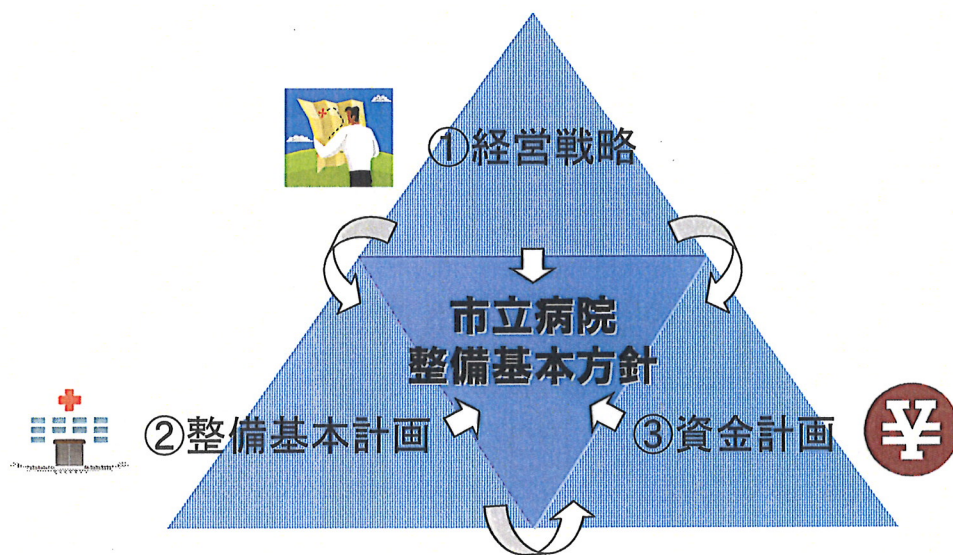 ①経営戦略
市立病院
整備基本方針
②整備基本計画
③資金計画
¥